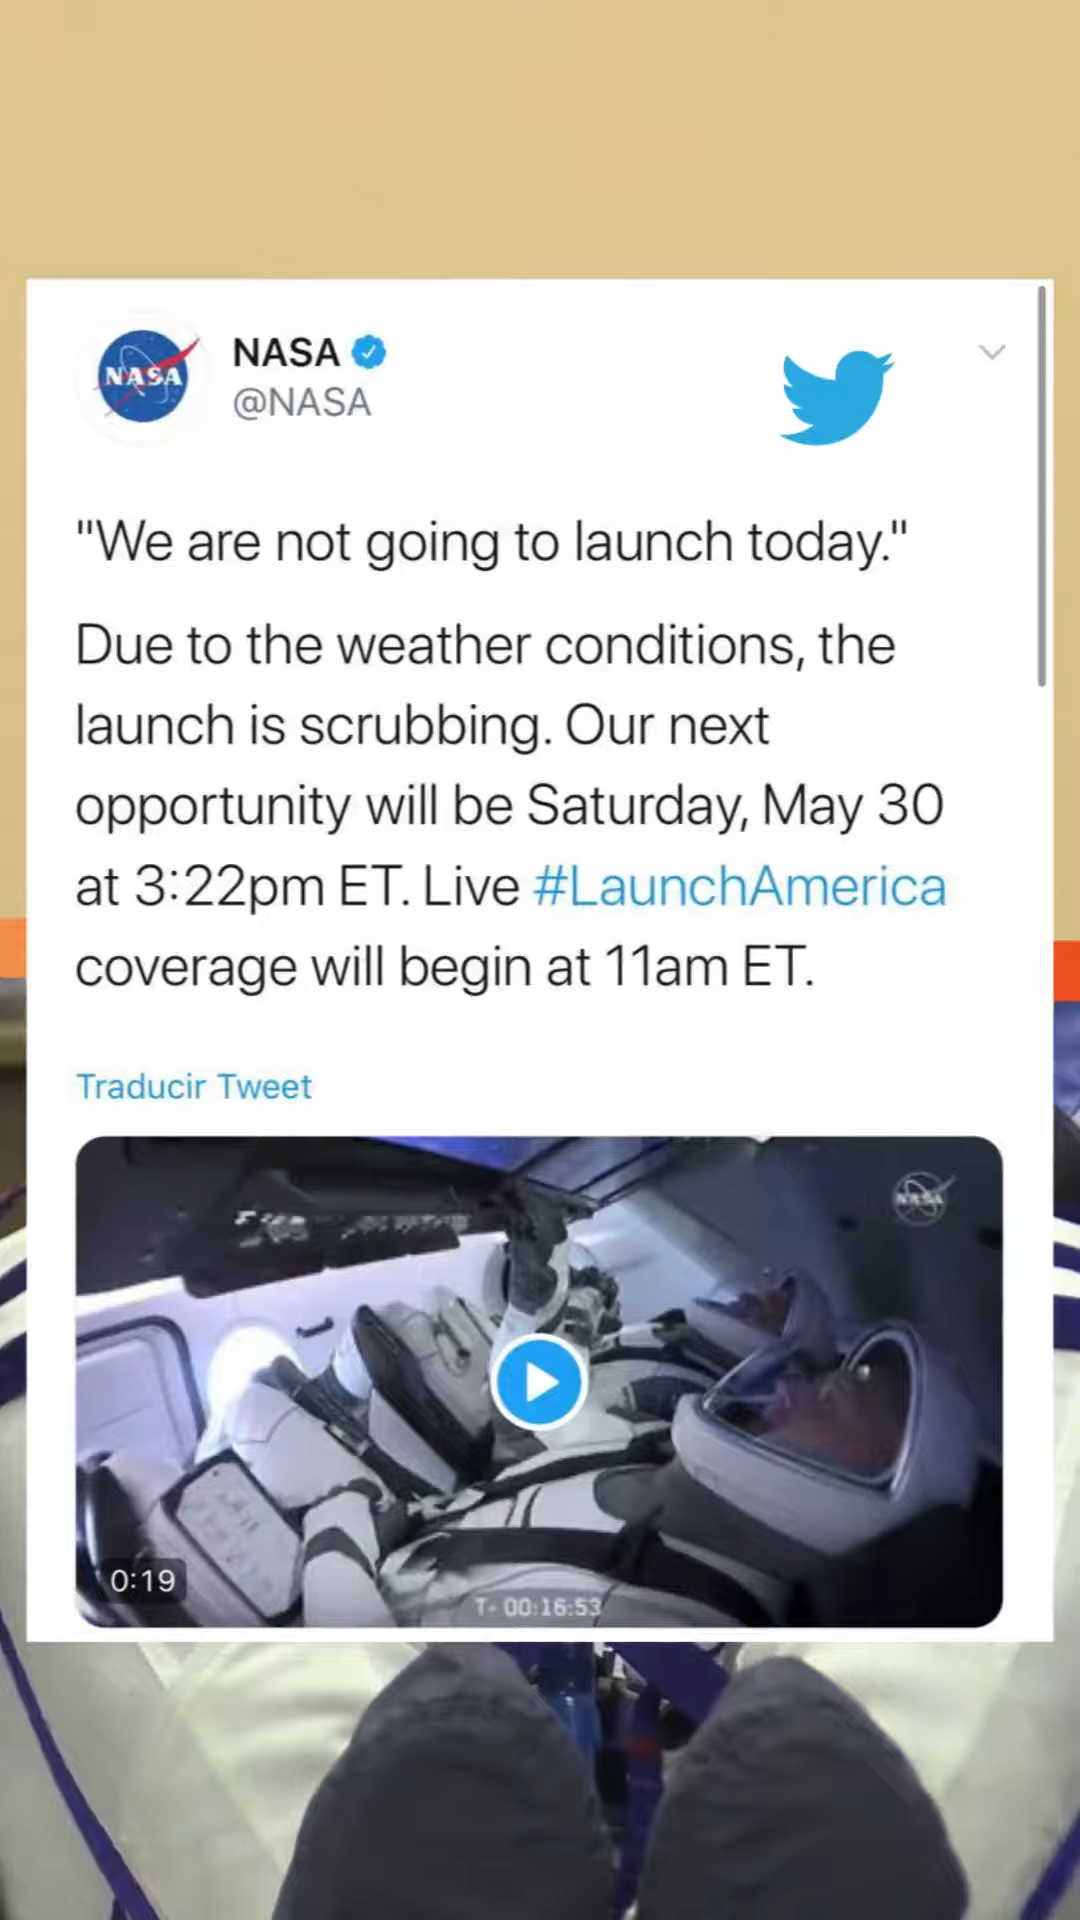 NASA
NASA
@NASA
"We are not going to launch today."
Due to the weather conditions, the
launch is scrubbing. Our next
opportunity will be Saturday, May 30
at 3:22pm ET. Live #LaunchAmerica
coverage will begin at 11am ET.
Traducir Tweet
NASA
0:19
T- 00:16:53